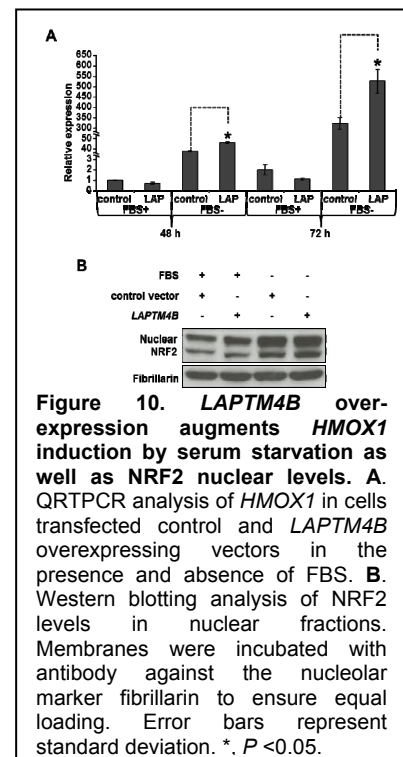 A
650
600
550
500
450
400
350
300
50
40
2
1
0
Relative expression
*
*
control LAP control LAP control LAP control LAP
FBS+ FBS- FBS+ FBS-
48 h 72 h
B
FBS + + - -
control vector + - + -
LAPTM4B - + - +
Nuclear
NRF2
Fibrillarin
Figure 10. LAPTM4B over-
expression augments HMOX1
induction by serum starvation as
well as NRF2 nuclear levels. A.
QRTPCR analysis of HMOX1 in cells
transfected control and LAPTM4B
overexpressing vectors in the
presence and absence of FBS. B.
Western blotting analysis of NRF2
levels in nuclear fractions.
Membranes were incubated with
antibody against the nucleolar
marker fibrillarin to ensure equal
loading. Error bars represent
standard deviation. *, P <0.05.